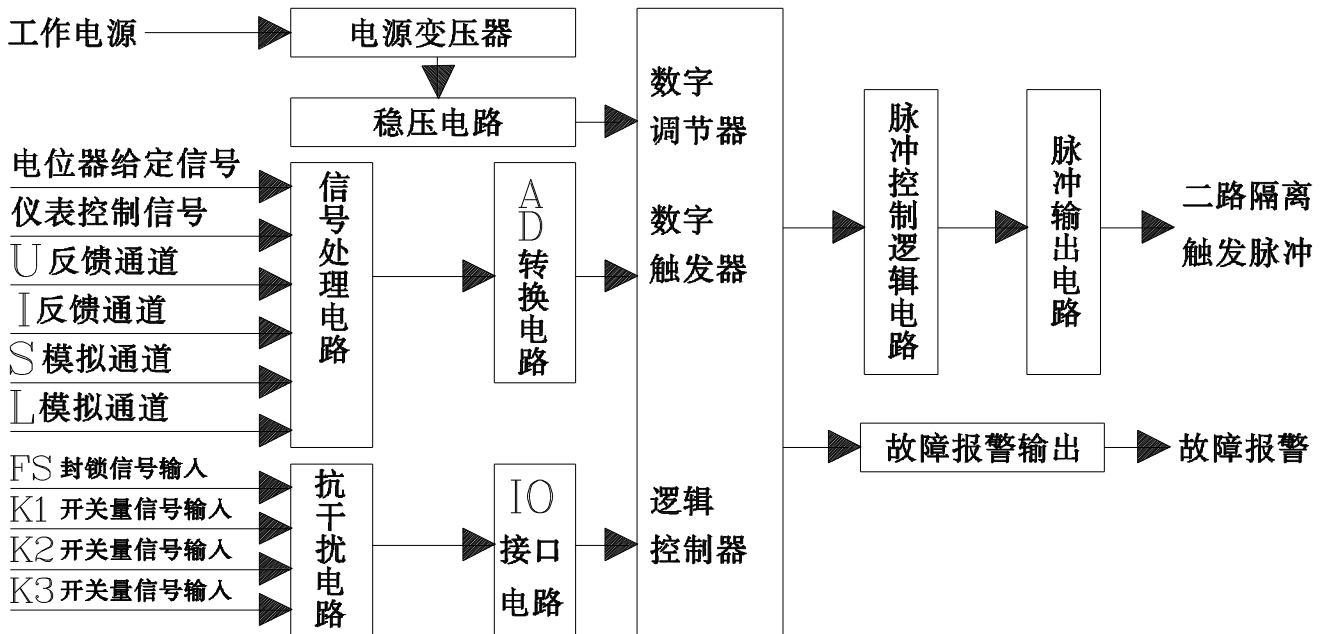 工作电源
电源变压器
稳压电路
电位器给定信号
仪表控制信号
U反馈通道
I反馈通道
S模拟通道
L模拟通道
信号处理电路
AD转换电路
FS 封锁信号输入
K1 开关量信号输入
K2 开关量信号输入
K3 开关量信号输入
抗干扰电路
IO
接口
电路
数字
调节器
数字
触发器
逻辑
控制器
脉冲控制逻辑电路
脉冲输出电路
二路隔离
触发脉冲
故障报警输出
故障报警